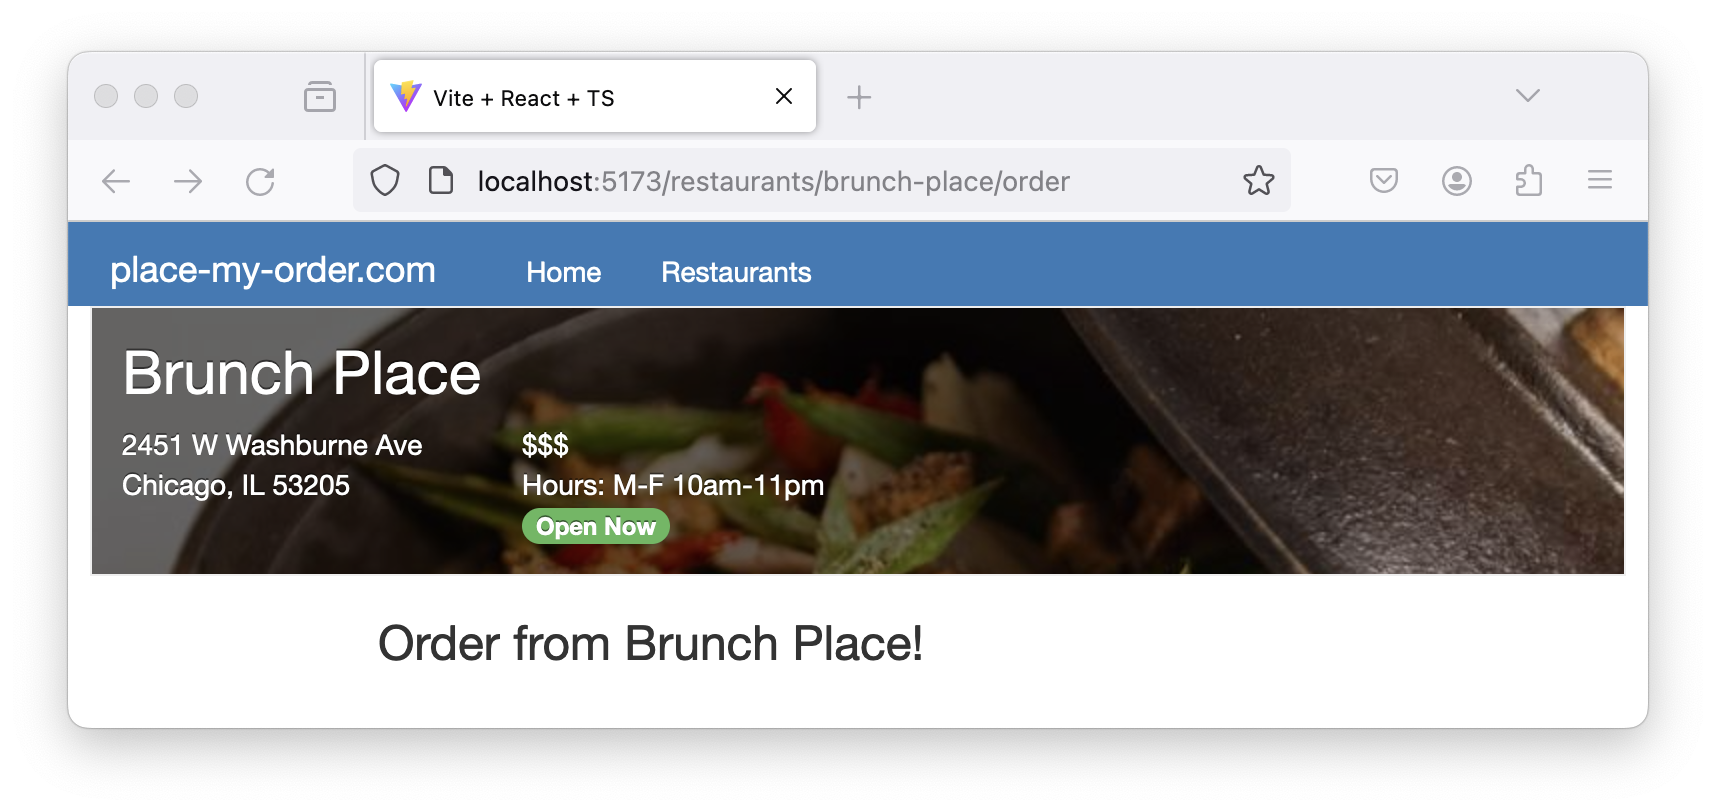 Vite + React + TS
localhost:5173/restaurants/brunch-place/order
place-my-order.com Home Restaurants
Brunch Place
2451 W Washburne Ave
Chicago, IL 53205
$$$
Hours: M-F 10am-11pm
Open Now
Order from Brunch Place!